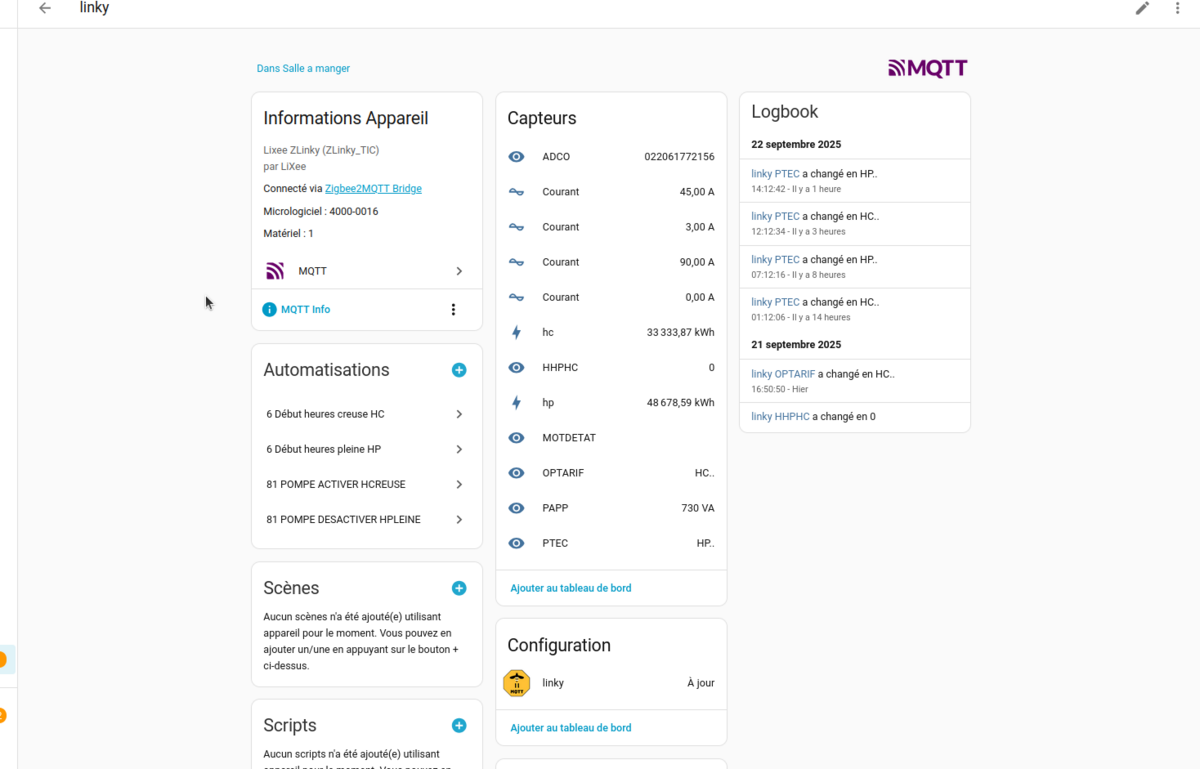 linky
Dans Salle a manger
MQTT
Informations Appareil
Lixee ZLinky (ZLinky_TIC)
par LiXee
Connecté via Zigbee2MQTT Bridge
Micrologiciel : 4000-0016
Matériel : 1
MQTT
MQTT Info
Automatisations
6 Début heures creuse HC
6 Début heures pleine HP
81 POMPE ACTIVER HCREUSE
81 POMPE DESACTIVER HPLEINE
Scènes
Aucun scènes n'a été ajouté(e) utilisant
appareil pour le moment. Vous pouvez en
ajouter un/une en appuyant sur le bouton +
ci-dessus.
Scripts
Aucun scripts n'a été ajouté(e) utilisant
appareil pour le moment. Vous pouvez en
Capteurs
ADCO 022061772156
Courant 45,00 A
Courant 3,00 A
Courant 90,00 A
Courant 0,00 A
hc 33 333,87 kWh
HHPHC 0
hp 48 678,59 kWh
MOTDETAT
OPTARIF HC..
PAPP 730 VA
PTEC HP..
Ajouter au tableau de bord
Configuration
MQTT
linky À jour
Ajouter au tableau de bord
Logbook
22 septembre 2025
linky PTEC a changé en HP..
14:12:42 - Il y a 1 heure
linky PTEC a changé en HC..
12:12:34 - Il y a 3 heures
linky PTEC a changé en HP..
07:12:16 - Il y a 8 heures
linky PTEC a changé en HC..
01:12:06 - Il y a 14 heures
21 septembre 2025
linky OPTARIF a changé en HC..
16:50:50 - Hier
linky HHPHC a changé en 0